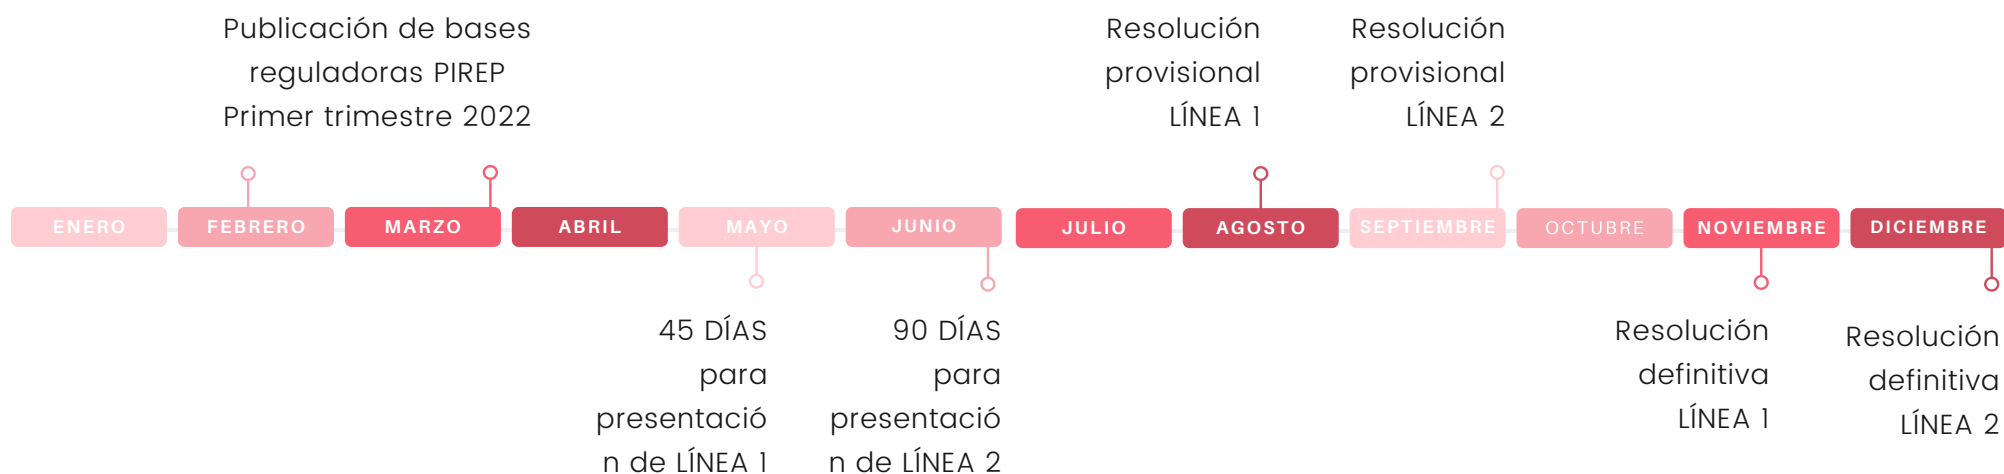 Publicación de bases
reguladoras PIREP
Primer trimestre 2022
Resolución
provisional
LÍNEA 1
Resolución
provisional
LÍNEA 2
ENERO
FEBRERO
MARZO
ABRIL
MAYO
JUNIO
JULIO
AGOSTO
SEPTIEMBRE
OCTUBRE
NOVIEMBRE
DICIEMBRE
45 DÍAS
para
presentació
n de LÍNEA 1
90 DÍAS
para
presentació
n de LÍNEA 2
Resolución
definitiva
LÍNEA 1
Resolución
definitiva
LÍNEA 2